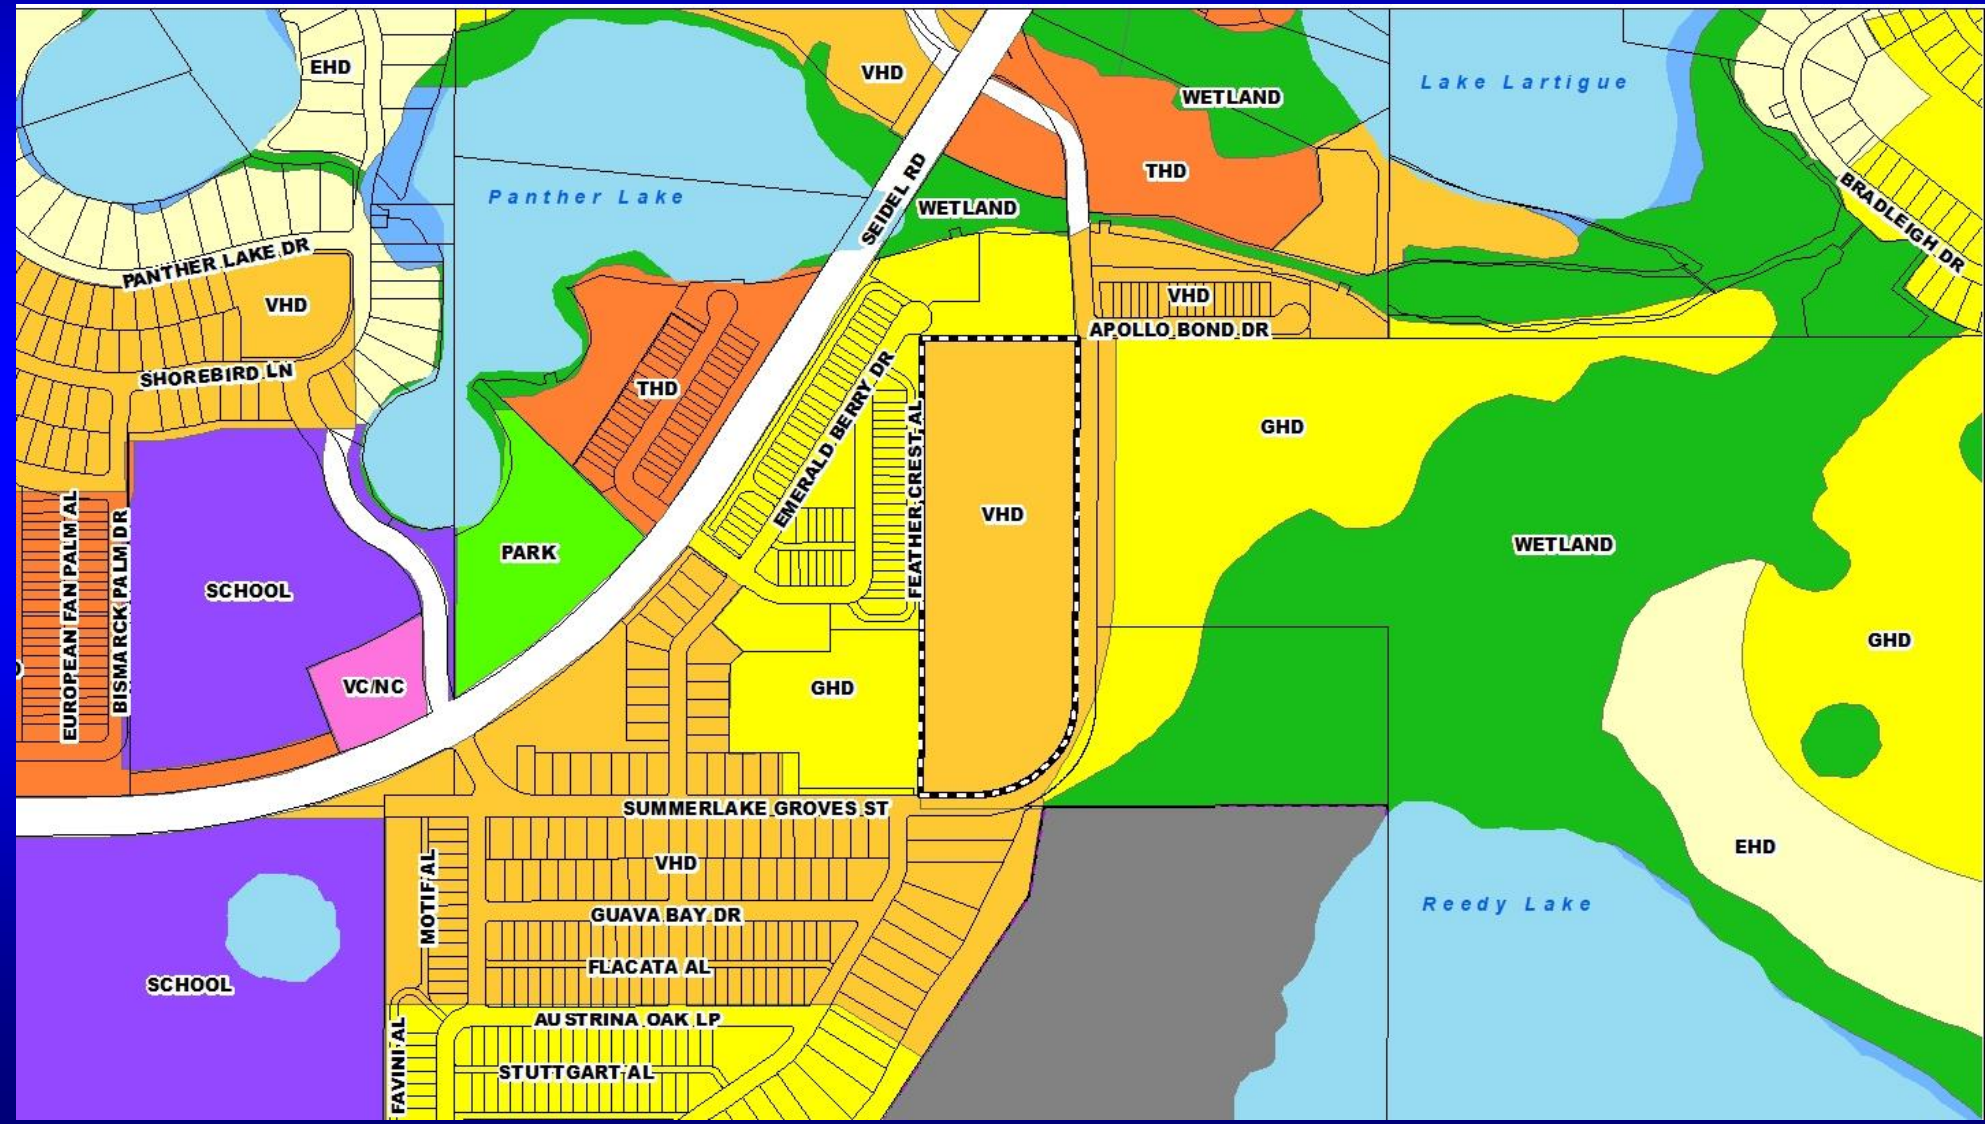 EHD
VHD
WETLAND
Lake Lartigue
THD
BRADLEIGH DR
Panther Lake
SEIDEL RD
WETLAND
PANTHER LAKE DR
VHD
VHD
APOLLO BOND DR
SHOREBIRD LN
THD
EMERALD BERRY DR
FEATHER CREST AL
GHD
VHD
WETLAND
PARK
EUROPEAN FAN PALM AL
BISMARCK PALM DR
SCHOOL
GHD
VC/NC
GHD
SUMMERLAKE GROVES ST
EHD
MOTIF AL
VHD
Reedy Lake
GUAVA BAY DR
FLACATA AL
SCHOOL
FAVINI AL
AUSTRINA OAK LP
STUTTGART AL